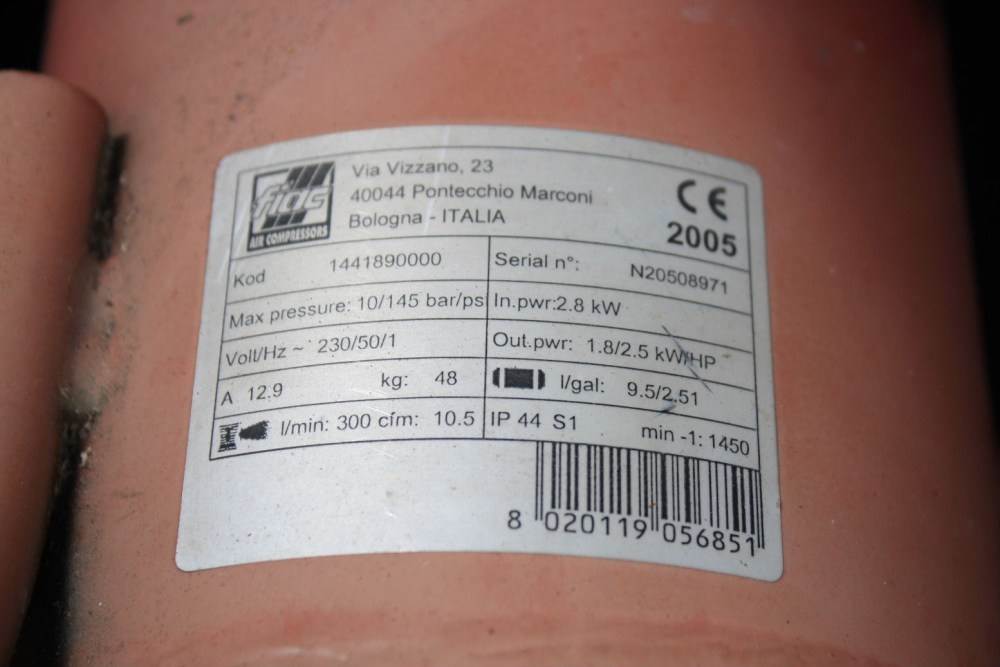 fiac
AIR COMPRESSORS
Via Vizzano, 23
40044 Pontecchio Marconi
Bologna - ITALIA
CE
2005
Kod 1441890000
Serial n°: N20508971
Max pressure: 10/145 bar/psi
In.pwr:2.8 kW
Volt/Hz ~ 230/50/1
Out.pwr: 1.8/2.5 kW/HP
A 12.9 kg: 48
l/gal: 9.5/2.51
l/min: 300 cfm: 10.5
IP 44 S1 min -1: 1450
8 020119 056851